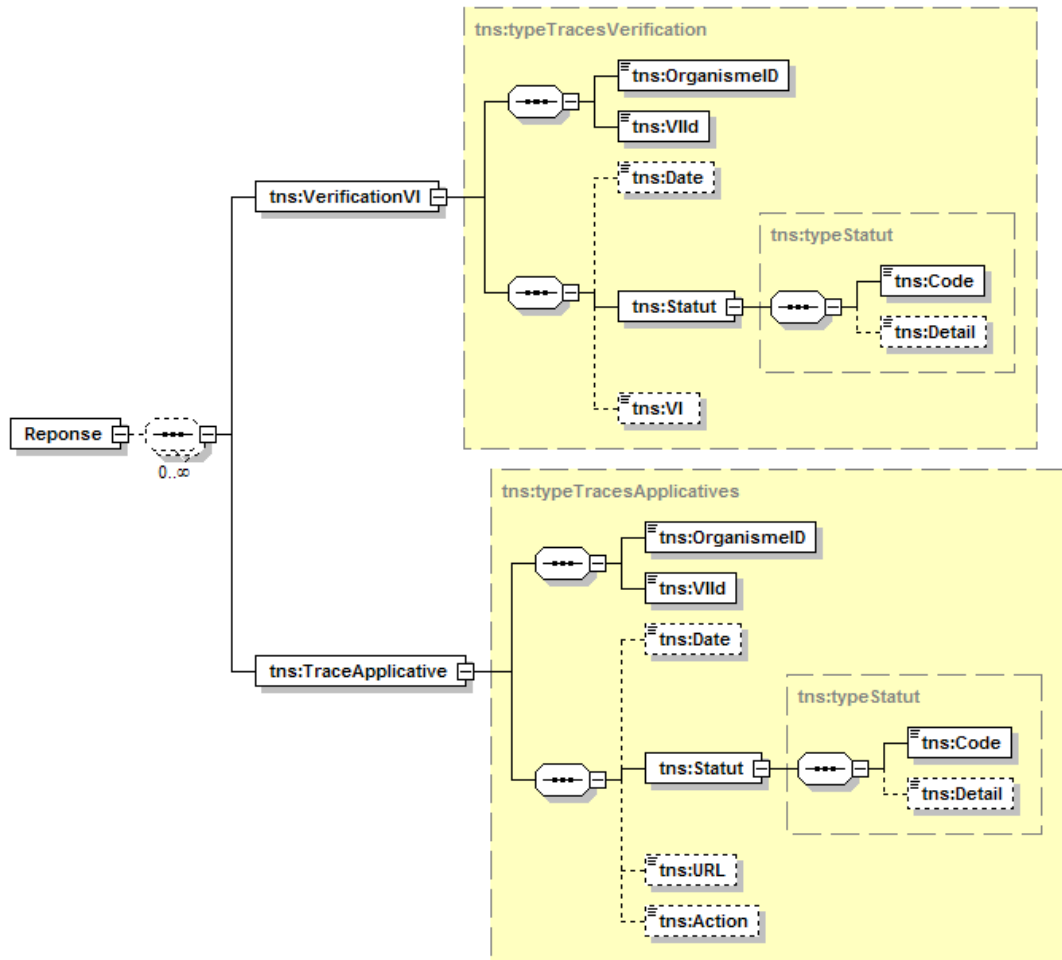 tns:typeTracesVerification
tns:OrganismeID
tns:VIId
tns:Date
tns:VerificationVI
tns:typeStatut
tns:Code
tns:Statut
tns:Detail
tns:VI
Reponse
0..∞
tns:typeTracesApplicatives
tns:OrganismeID
tns:VIId
tns:Date
tns:TraceApplicative
tns:typeStatut
tns:Code
tns:Statut
tns:Detail
tns:URL
tns:Action